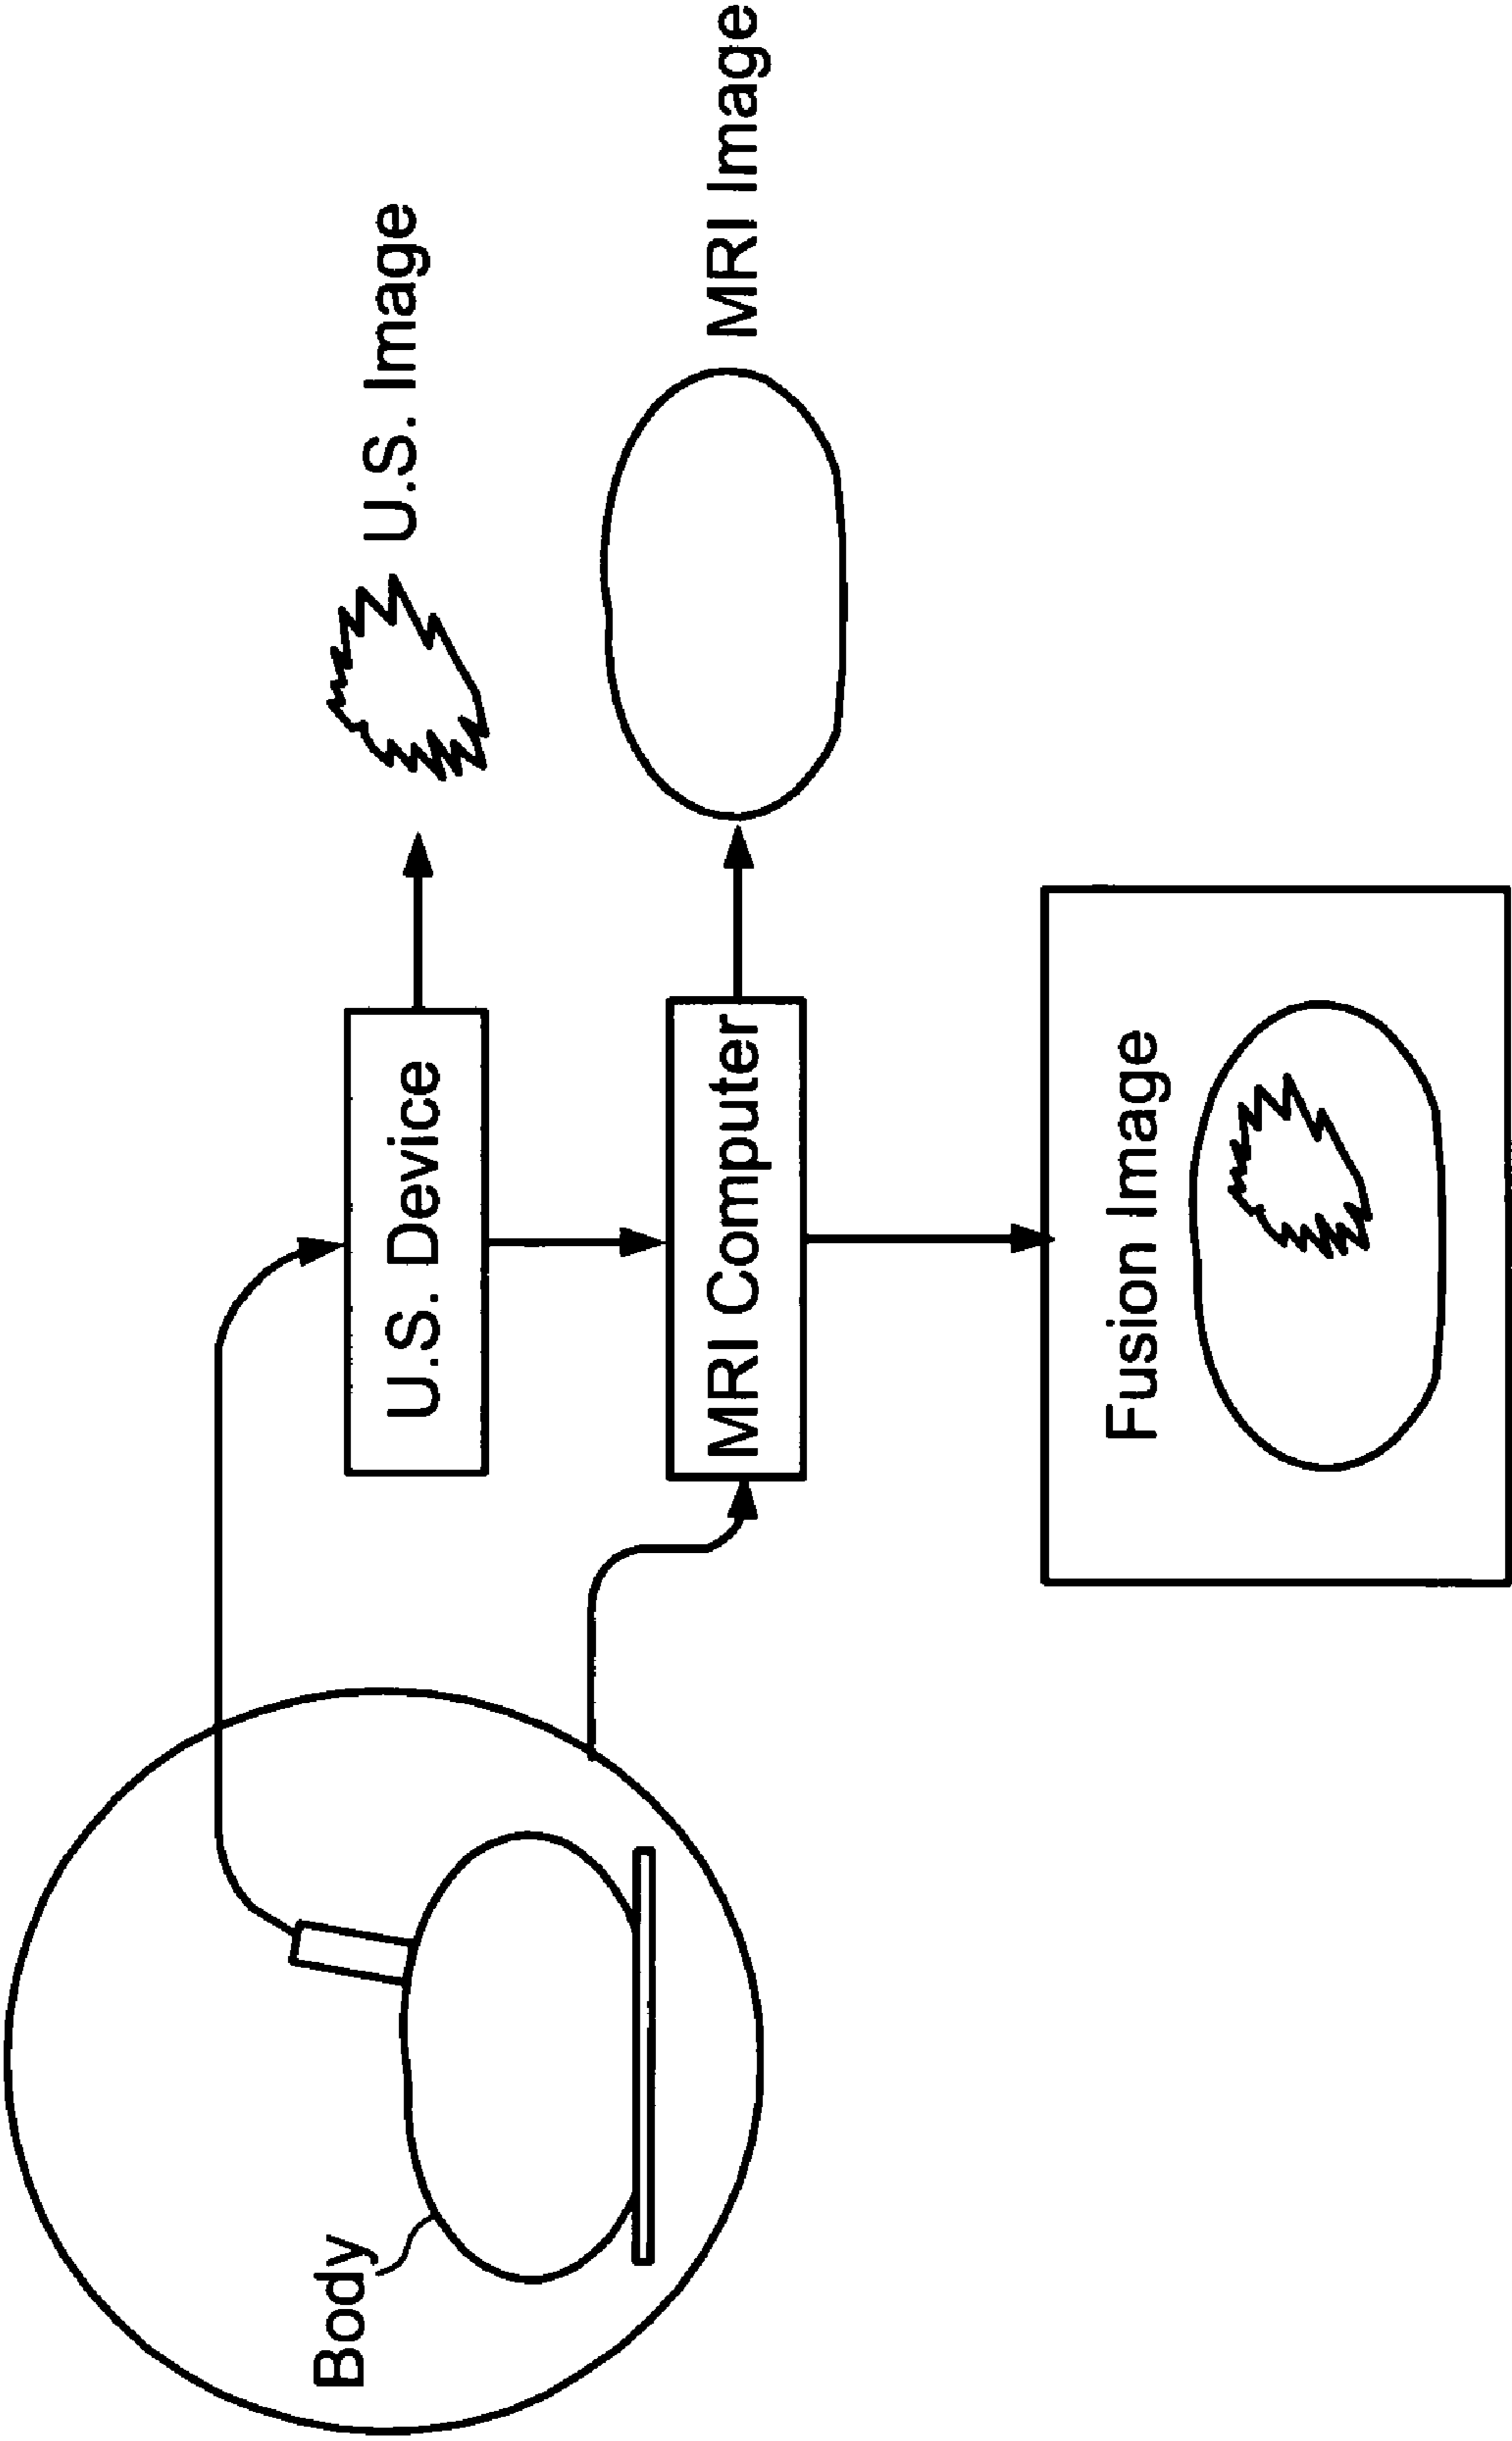 Body
U.S. Device
U.S. Image
MRI Computer
MRI Image
Fusion Image